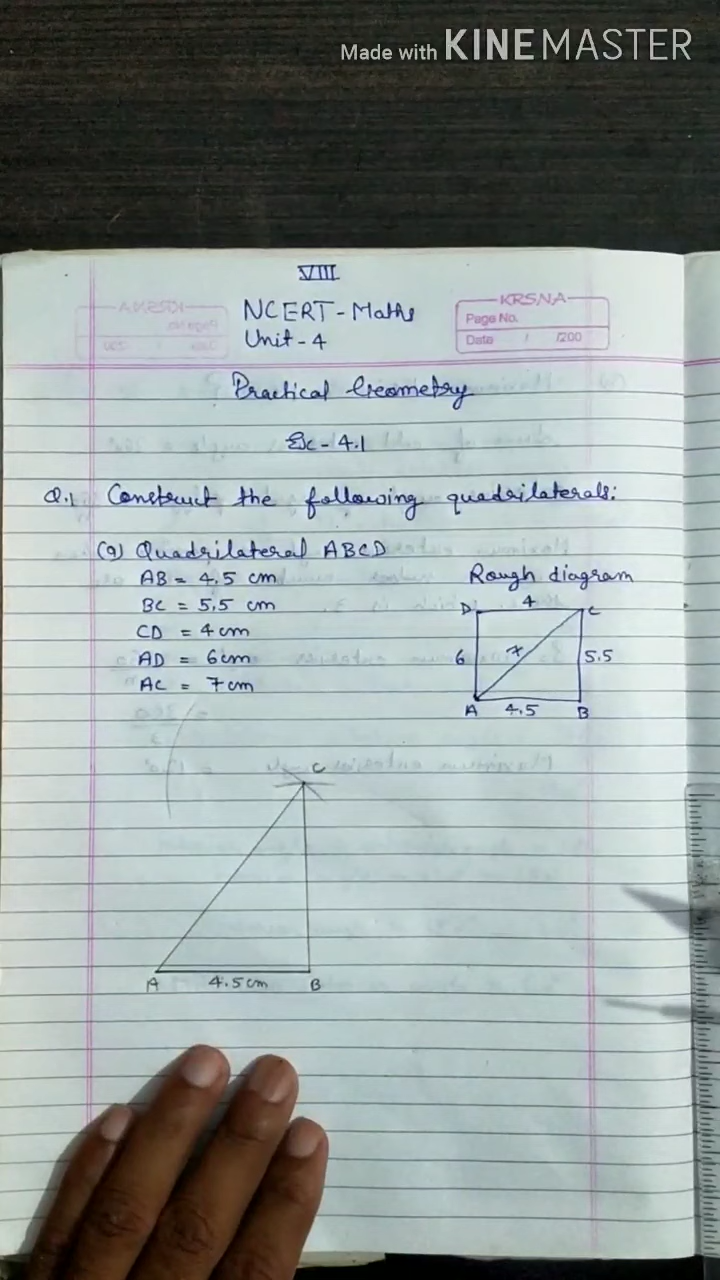 Made with KINEMASTER
VIII
NCERT - Maths
Unit - 4
KRSNA
Page No.
Date / /200
Practical Geometry
Ex - 4.1
Q.1 Construct the following quadrilaterals:
(a) Quadrilateral ABCD
AB = 4.5 cm
BC = 5.5 cm
CD = 4 cm
AD = 6 cm
AC = 7 cm
Rough diagram
D 4 C
6 7 5.5
A 4.5 B
C
A 4.5 cm B